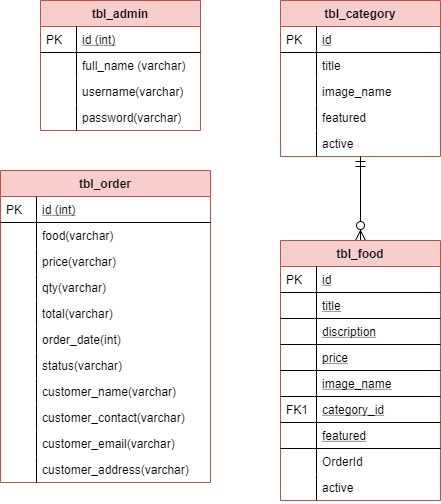 tbl_admin
PK id (int)
full_name (varchar)
username(varchar)
password(varchar)
tbl_category
PK id
title
image_name
featured
active
tbl_order
PK id (int)
food(varchar)
price(varchar)
qty(varchar)
total(varchar)
order_date(int)
status(varchar)
customer_name(varchar)
customer_contact(varchar)
customer_email(varchar)
customer_address(varchar)
tbl_food
PK id
title
discription
price
image_name
FK1 category_id
featured
OrderId
active